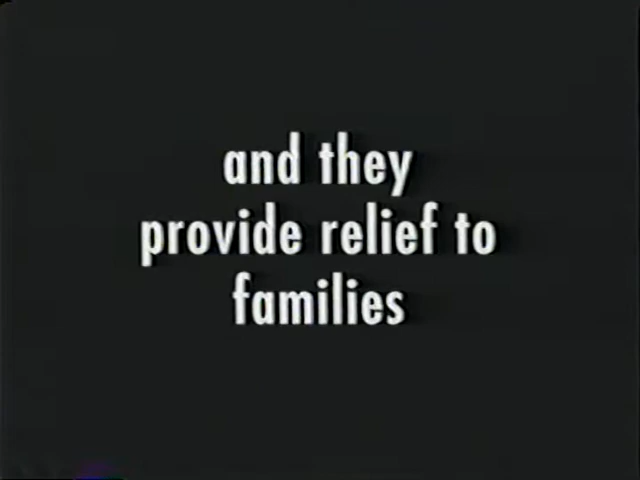 and they
provide relief to
families